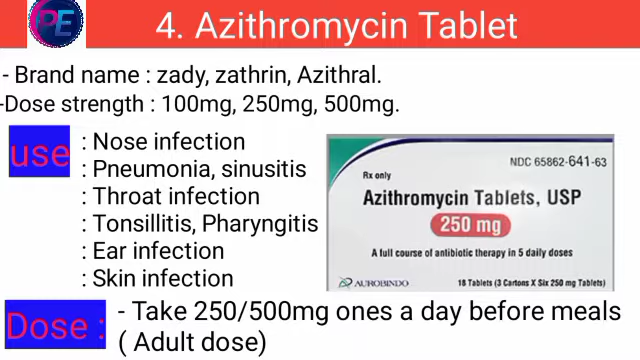 PE
4. Azithromycin Tablet
- Brand name : zady, zathrin, Azithral.
-Dose strength : 100mg, 250mg, 500mg.
use
: Nose infection
: Pneumonia, sinusitis
: Throat infection
: Tonsillitis, Pharyngitis
: Ear infection
: Skin infection
NDC 65862-641-63
Rx only
Azithromycin Tablets, USP
250 mg
A full course of antibiotic therapy in 5 daily doses
AUROBINDO
18 Tablets (3 Cartons X Six 250 mg Tablets)
Dose :
- Take 250/500mg ones a day before meals
( Adult dose)